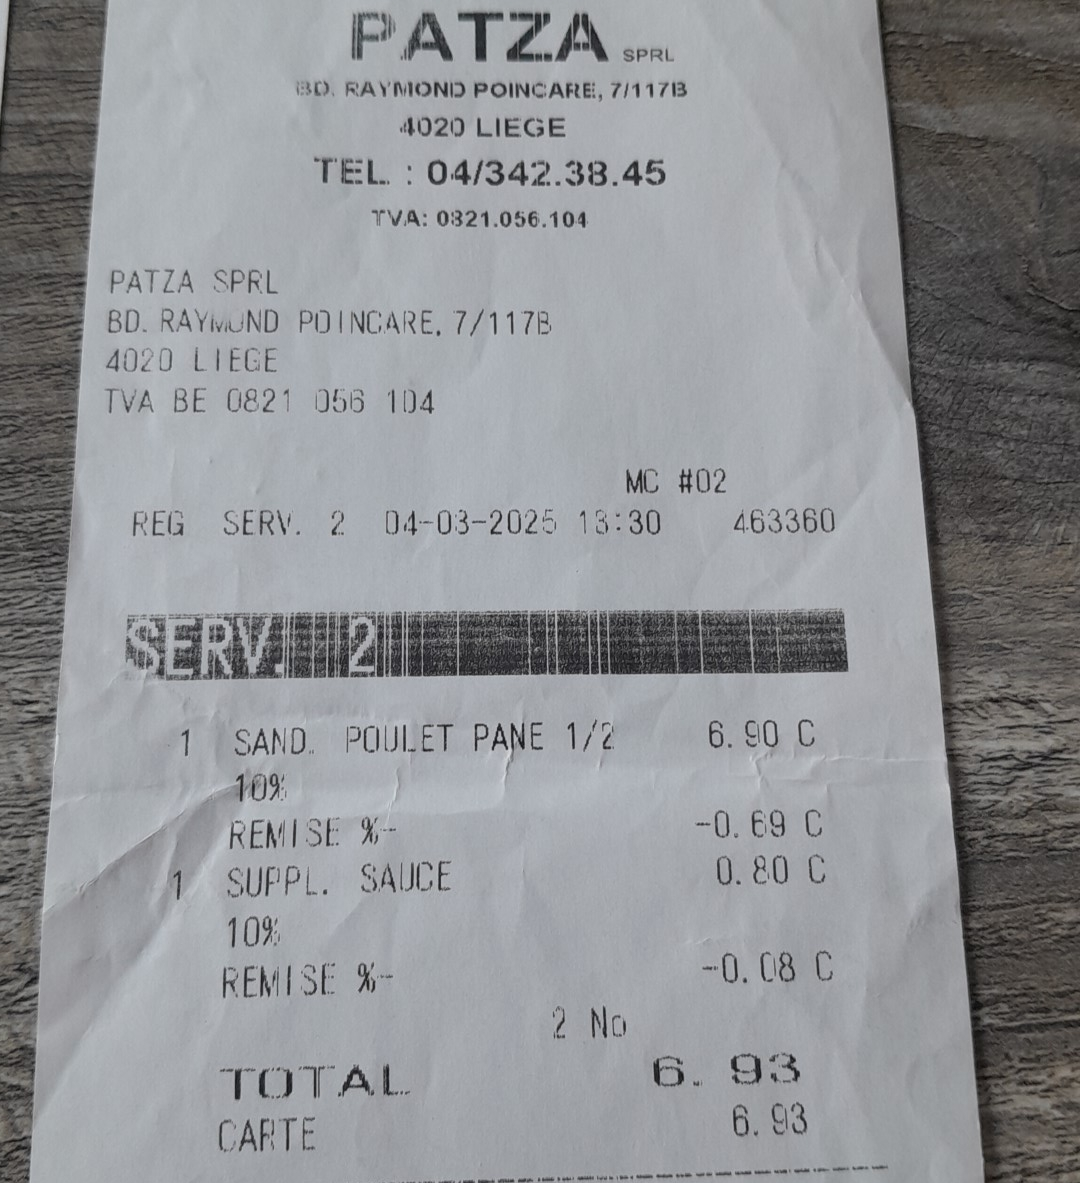 PATZA SPRL
BD. RAYMOND POINCARE, 7/117B
4020 LIEGE
TEL. : 04/342.38.45
TVA: 0821.056.104
PATZA SPRL
BD. RAYMOND POINCARE, 7/117B
4020 LIEGE
TVA BE 0821 056 104
MC #02
REG SERV. 2 04-03-2025 13:30 463360
SERV. 2
1 SAND. POULET PANE 1/2 6.90 C
10%
REMISE %- -0.69 C
1 SUPPL. SAUCE 0.80 C
10%
REMISE %- -0.08 C
2 No
TOTAL 6.93
CARTE 6.93